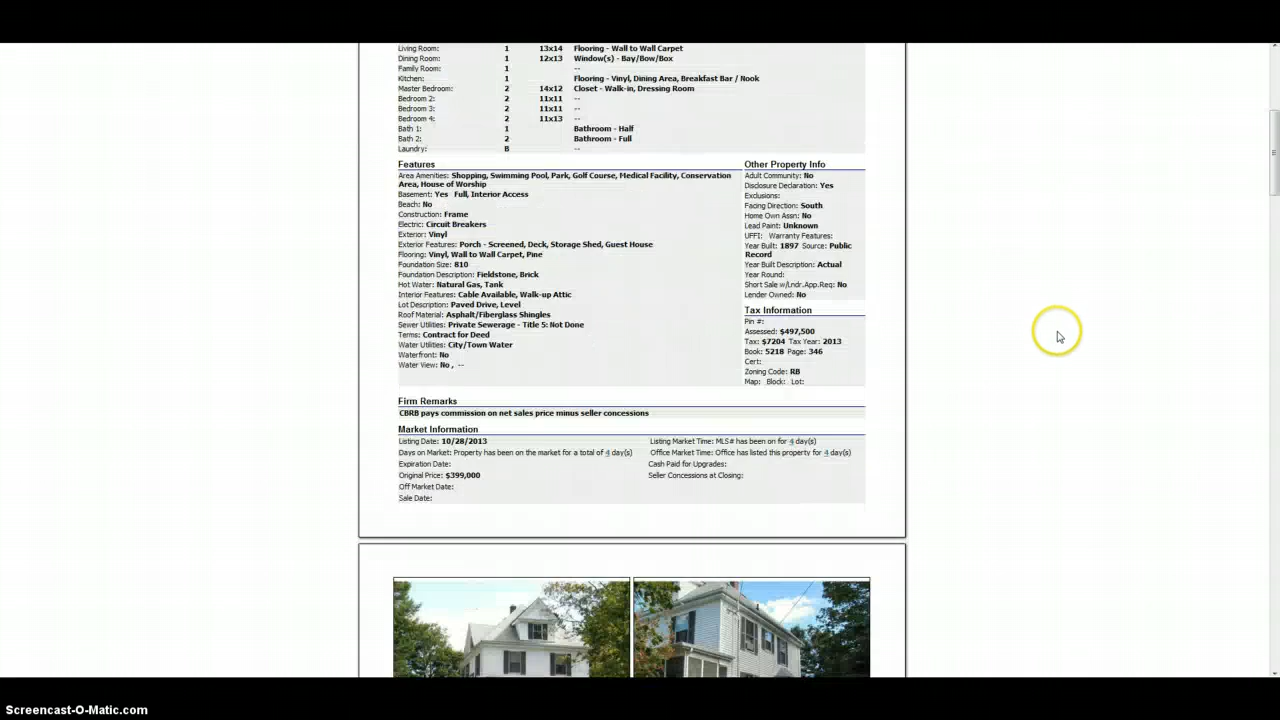 Living Room: 1 13x14 Flooring - Wall to Wall Carpet
Dining Room: 1 12x13 Window(s) - Bay/Bow/Box
Family Room: 1 --
Kitchen: 1 Flooring - Vinyl, Dining Area, Breakfast Bar / Nook
Master Bedroom: 2 14x12 Closet - Walk-in, Dressing Room
Bedroom 2: 2 11x11 --
Bedroom 3: 2 11x11 --
Bedroom 4: 2 11x13 --
Bath 1: 1 Bathroom - Half
Bath 2: 2 Bathroom - Full
Laundry: B --
Features
Area Amenities: Shopping, Swimming Pool, Park, Golf Course, Medical Facility, Conservation
Area, House of Worship
Basement: Yes Full, Interior Access
Beach: No
Construction: Frame
Electric: Circuit Breakers
Exterior: Vinyl
Exterior Features: Porch - Screened, Deck, Storage Shed, Guest House
Flooring: Vinyl, Wall to Wall Carpet, Pine
Foundation Size: 810
Foundation Description: Fieldstone, Brick
Hot Water: Natural Gas, Tank
Interior Features: Cable Available, Walk-up Attic
Lot Description: Paved Drive, Level
Roof Material: Asphalt/Fiberglass Shingles
Sewer Utilities: Private Sewerage - Title 5: Not Done
Terms: Contract for Deed
Water Utilities: City/Town Water
Waterfront: No
Water View: No , --
Other Property Info
Adult Community: No
Disclosure Declaration: Yes
Exclusions:
Facing Direction: South
Home Own Assn: No
Lead Paint: Unknown
UFFI: Warranty Features:
Year Built: 1897 Source: Public
Record
Year Built Description: Actual
Year Round:
Short Sale w/Lndr.App.Req: No
Lender Owned: No
Tax Information
Pin #:
Assessed: $497,500
Tax: $7204 Tax Year: 2013
Book: 5218 Page: 346
Cert:
Zoning Code: RB
Map: Block: Lot:
Firm Remarks
CBRB pays commission on net sales price minus seller concessions
Market Information
Listing Date: 10/28/2013 Listing Market Time: MLS# has been on for 4 day(s)
Days on Market: Property has been on the market for a total of 4 day(s) Office Market Time: Office has listed this property for 4 day(s)
Expiration Date: Cash Paid for Upgrades:
Original Price: $399,000 Seller Concessions at Closing:
Off Market Date:
Sale Date:
Screencast-O-Matic.com